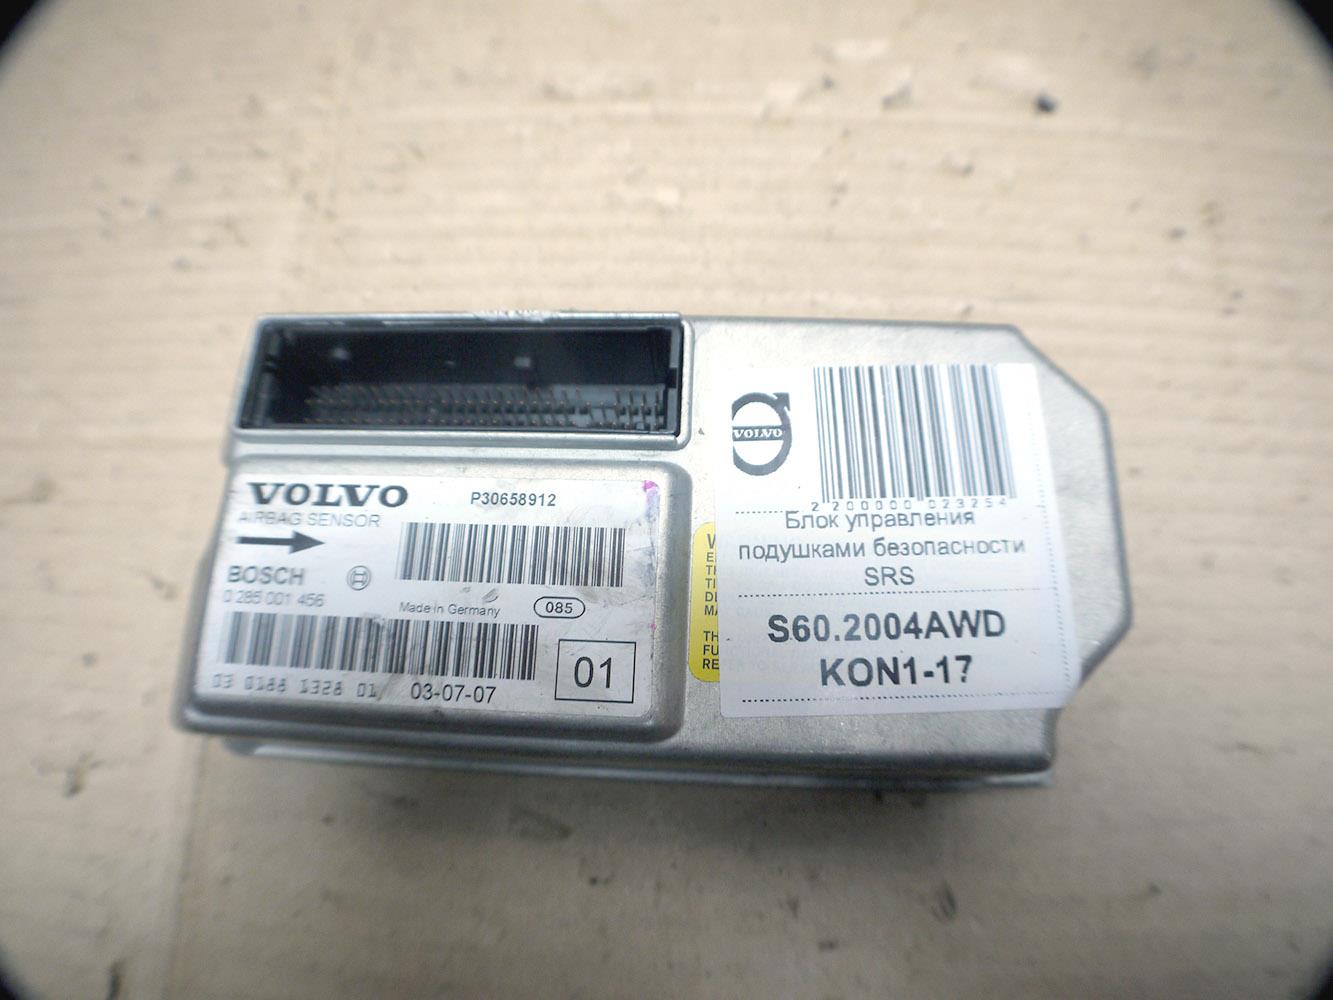 VOLVO
P30658912
AIRBAG SENSOR
BOSCH
0 285 001 456
Made in Germany
085
03 0188 1328 01
03-07-07
01
VOLVO
2 200000 023254
Блок управления
подушками безопасности
SRS
S60.2004AWD
KON1-17